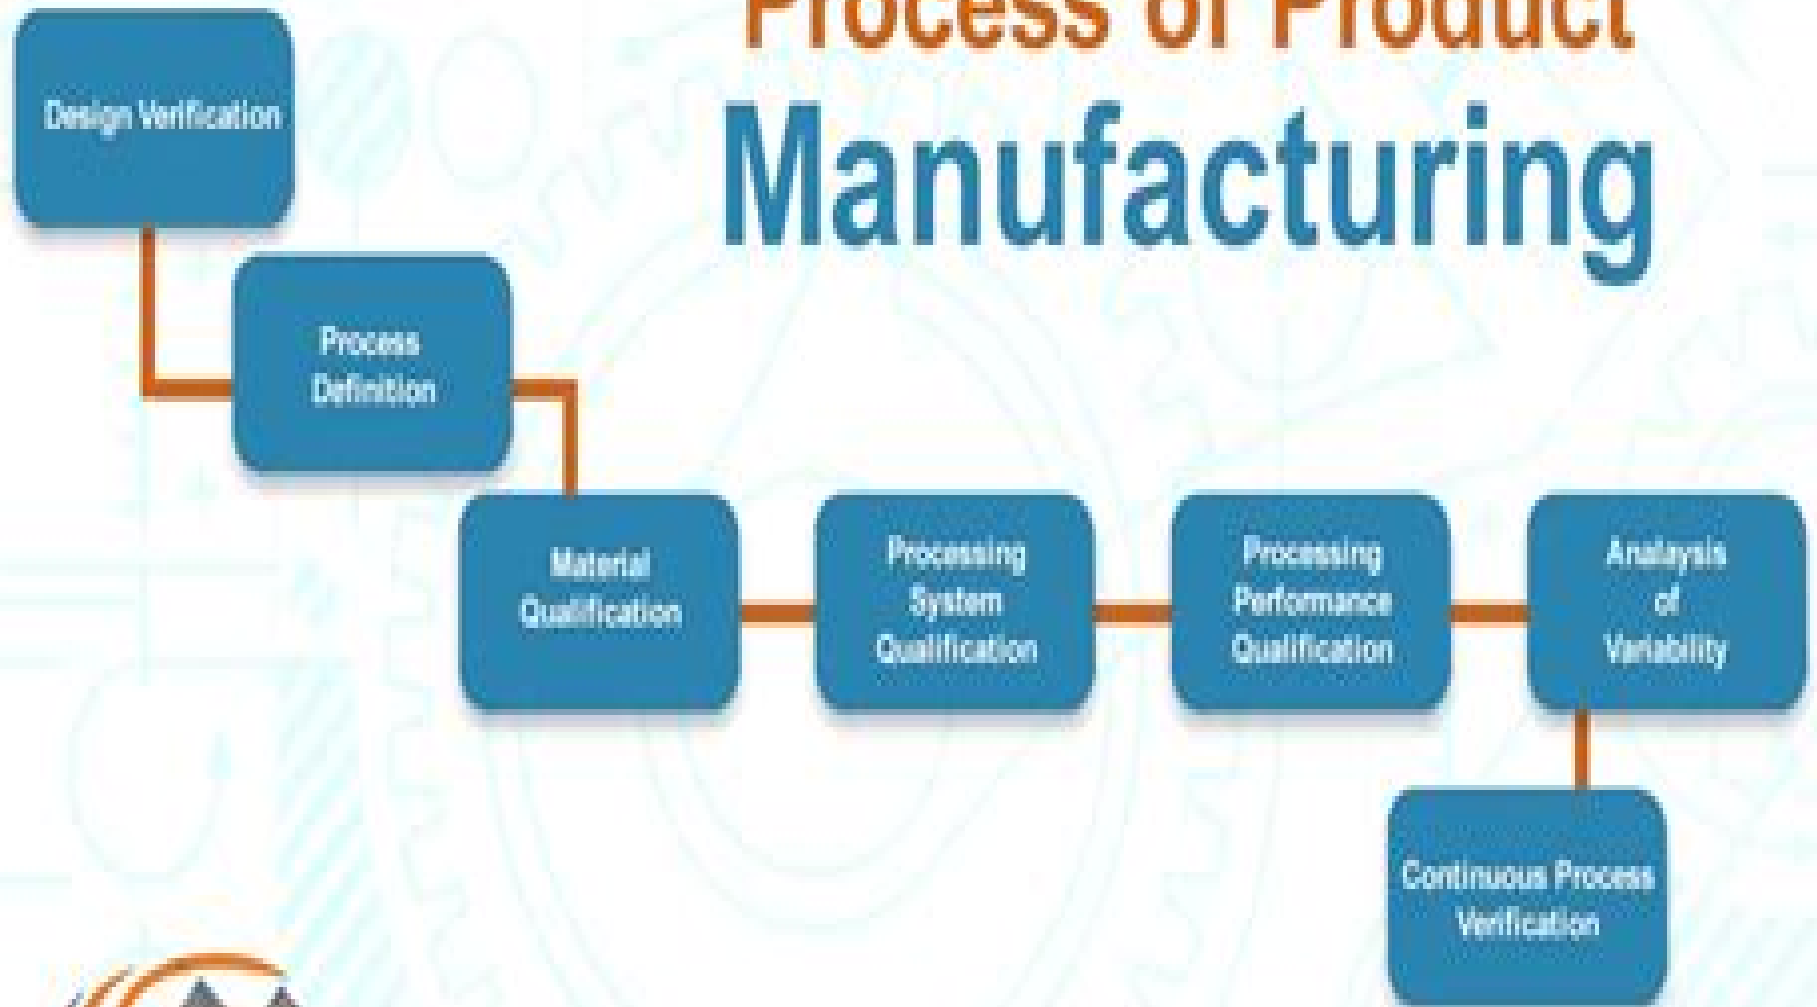 Process of Product
Manufacturing
Design Verification
Process
Definition
Material
Qualification
Processing
System
Qualification
Processing
Performance
Qualification
Analaysis
of
Variability
Continuous Process
Verification